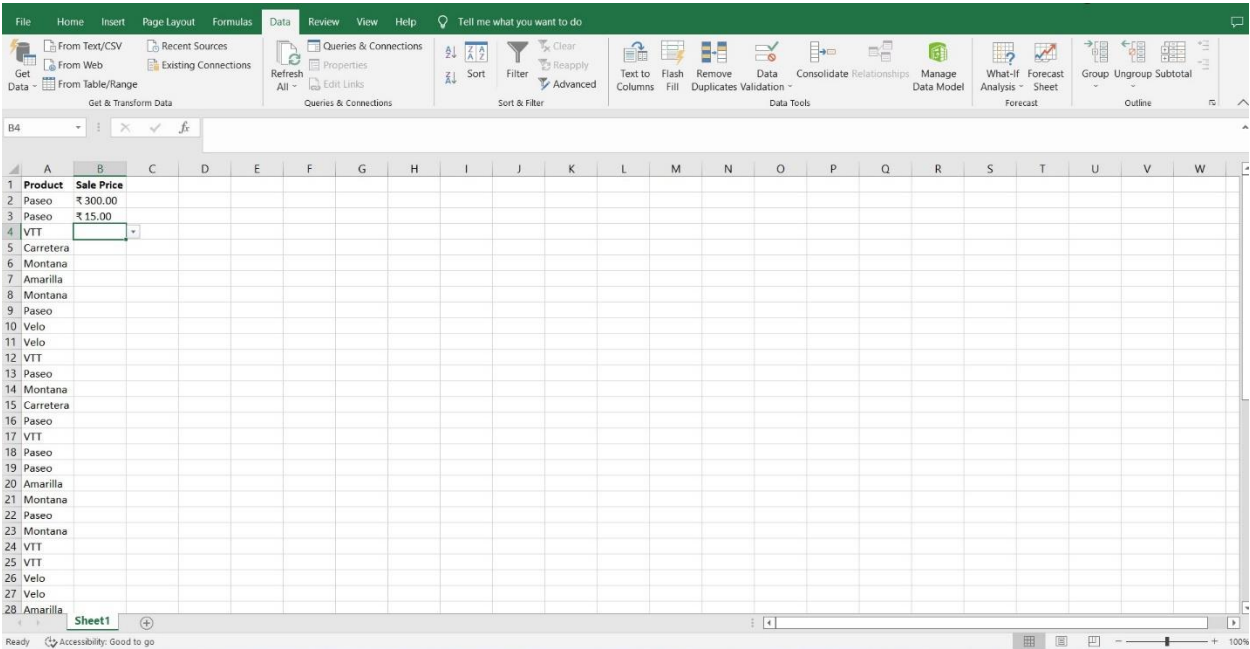 File Home Insert Page Layout Formulas Data Review View Help Tell me what you want to do
Get Data
From Text/CSV
From Web
From Table/Range
Recent Sources
Existing Connections
Get & Transform Data
Refresh All
Queries & Connections
Properties
Edit Links
Queries & Connections
Sort
Filter
Clear
Reapply
Advanced
Sort & Filter
Text to Columns
Flash Fill
Remove Duplicates
Data Validation
Consolidate
Relationships
Manage Data Model
Data Tools
What-If Analysis
Forecast Sheet
Forecast
Group
Ungroup
Subtotal
Outline
B4 fx
A B C D E F G H I J K L M N O P Q R S T U V W
1 Product Sale Price
2 Paseo ₹ 300.00
3 Paseo ₹ 15.00
4 VTT
5 Carretera
6 Montana
7 Amarilla
8 Montana
9 Paseo
10 Velo
11 Velo
12 VTT
13 Paseo
14 Montana
15 Carretera
16 Paseo
17 VTT
18 Paseo
19 Paseo
20 Amarilla
21 Montana
22 Paseo
23 Montana
24 VTT
25 VTT
26 Velo
27 Velo
28 Amarilla
Sheet1
Ready Accessibility: Good to go 100%